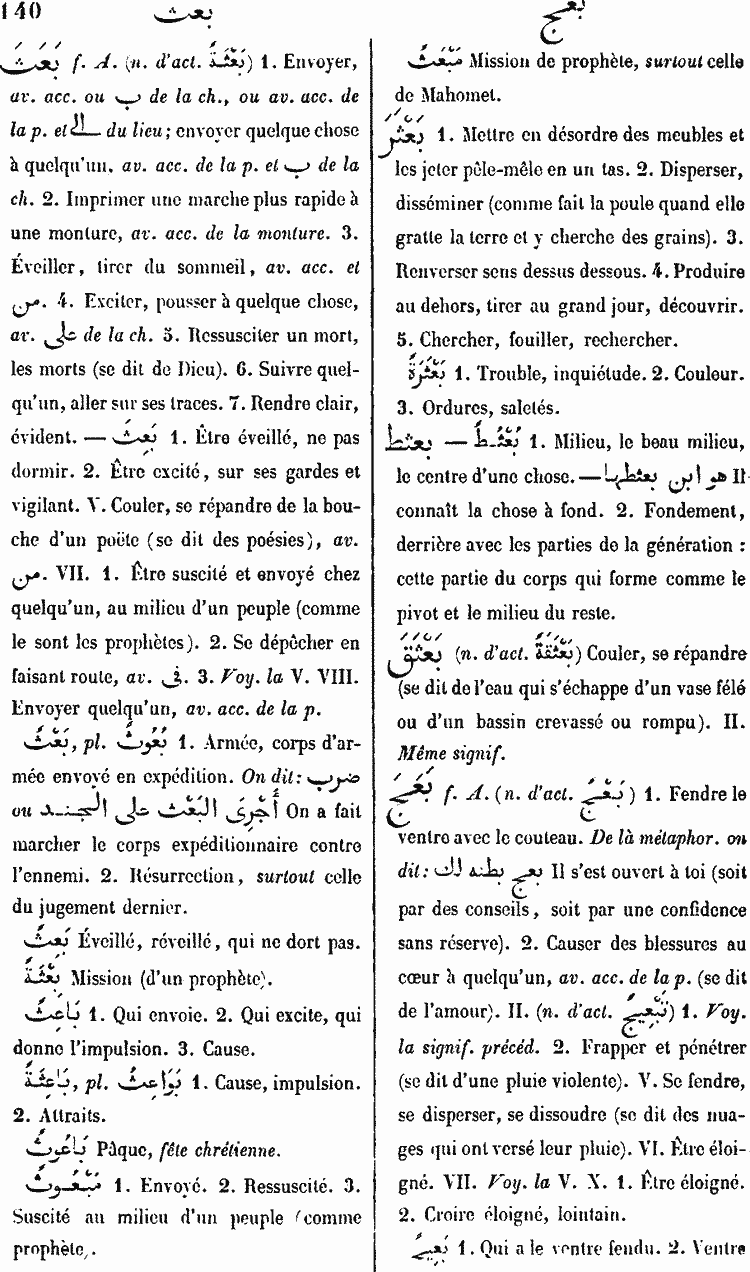 140 بعث بعج
بَعَثَ f. A. (n. d'act. بَعْثَةٌ) 1. Envoyer,
av. acc. ou ب de la ch., ou av. acc. de
la p. et الى du lieu; envoyer quelque chose
à quelqu'un, av. acc. de la p. et ب de la
ch. 2. Imprimer une marche plus rapide à
une monture, av. acc. de la monture. 3.
Éveiller, tirer du sommeil, av. acc. et
من. 4. Exciter, pousser à quelque chose,
av. على de la ch. 5. Ressusciter un mort,
les morts (se dit de Dieu). 6. Suivre quel-
qu'un, aller sur ses traces. 7. Rendre clair,
évident. — بَعِثَ 1. Être éveillé, ne pas
dormir. 2. Être excité, sur ses gardes et
vigilant. V. Couler, se répandre de la bou-
che d'un poëte (se dit des poésies), av.
من. VII. 1. Être suscité et envoyé chez
quelqu'un, au milieu d'un peuple (comme
le sont les prophètes). 2. Se dépêcher en
faisant route, av. فى. 3. Voy. la V. VIII.
Envoyer quelqu'un, av. acc. de la p.
بَعْثٌ, pl. بُعُوثٌ 1. Armée, corps d'ar-
mée envoyé en expédition. On dit: ضرب
ou أَجْرَى البَعْث على الجند On a fait
marcher le corps expéditionnaire contre
l'ennemi. 2. Résurrection, surtout celle
du jugement dernier.
بَعِثٌ Éveillé, réveillé, qui ne dort pas.
بَعْثَةٌ Mission (d'un prophète).
بَاعِثٌ 1. Qui envoie. 2. Qui excite, qui
donne l'impulsion. 3. Cause.
بَاعِثَةٌ, pl. بَوَاعِثُ 1. Cause, impulsion.
2. Attraits.
بَاعُوثٌ Pâque, fête chrétienne.
مَبْعُوثٌ 1. Envoyé. 2. Ressuscité. 3.
Suscité au milieu d'un peuple (comme
prophète).
مَبْعَثٌ Mission de prophète, surtout celle
de Mahomet.
بَعْثَرَ 1. Mettre en désordre des meubles et
les jeter pêle-mêle en un tas. 2. Disperser,
disséminer (comme fait la poule quand elle
gratte la terre et y cherche des grains). 3.
Renverser sens dessus dessous. 4. Produire
au dehors, tirer au grand jour, découvrir.
5. Chercher, fouiller, rechercher.
بَعْثَرَةٌ 1. Trouble, inquiétude. 2. Couleur.
3. Ordures, saletés.
بعثط — بُعْثُطٌ 1. Milieu, le beau milieu,
le centre d'une chose. — هو ابن بعثطها Il
connaît la chose à fond. 2. Fondement,
derrière avec les parties de la génération :
cette partie du corps qui forme comme le
pivot et le milieu du reste.
بَعْثَقَ (n. d'act. بَعْثَقَةٌ) Couler, se répandre
(se dit de l'eau qui s'échappe d'un vase fêlé
ou d'un bassin crevassé ou rompu). II.
Même signif.
بَعَجَ f. A. (n. d'act. بَعْجٌ) 1. Fendre le
ventre avec le couteau. De là métaphor. on
dit: بعج بطنه لك Il s'est ouvert à toi (soit
par des conseils, soit par une confidence
sans réserve). 2. Causer des blessures au
cœur à quelqu'un, av. acc. de la p. (se dit
de l'amour). II. (n. d'act. تَبْعِيجٌ) 1. Voy.
la signif. précéd. 2. Frapper et pénétrer
(se dit d'une pluie violente). V. Se fendre,
se disperser, se dissoudre (se dit des nua-
ges qui ont versé leur pluie). VI. Être éloi-
gné. VII. Voy. la V. X. 1. Être éloigné.
2. Croire éloigné, lointain.
بَعِيجٌ 1. Qui a le ventre fendu. 2. Ventre